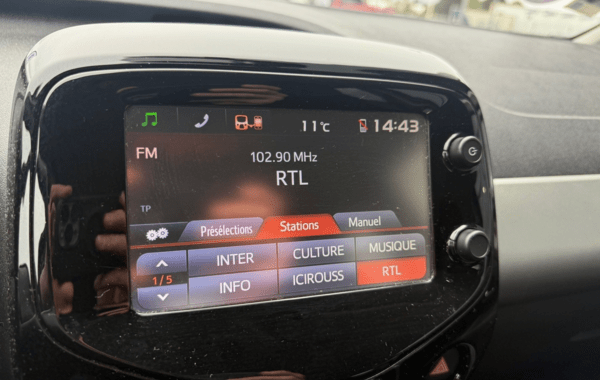 11°C 14:43
FM
102.90 MHz
RTL
TP
Présélections Stations Manuel
INTER CULTURE MUSIQUE
1/5
INFO ICIROUSS RTL